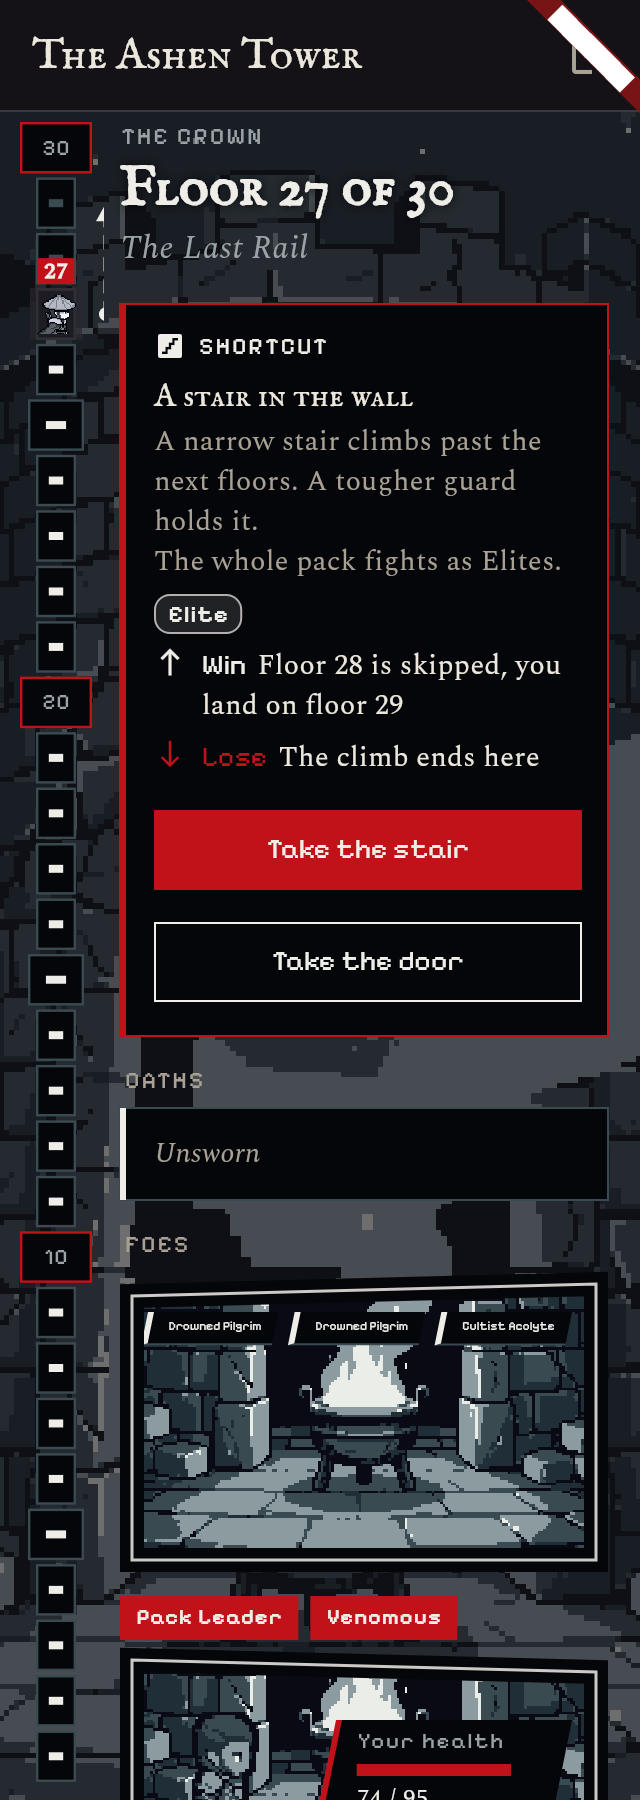 The Ashen Tower
30
THE CROWN
Floor 27 of 30
The Last Rail
27
SHORTCUT
A stair in the wall
A narrow stair climbs past the
next floors. A tougher guard
holds it.
The whole pack fights as Elites.
Elite
Win Floor 28 is skipped, you
land on floor 29
Lose The climb ends here
20
Take the stair
Take the door
OATHS
Unsworn
FOES
10
Drowned Pilgrim
Drowned Pilgrim
Cultist Acolyte
Pack Leader
Venomous
Your health
74 / 95